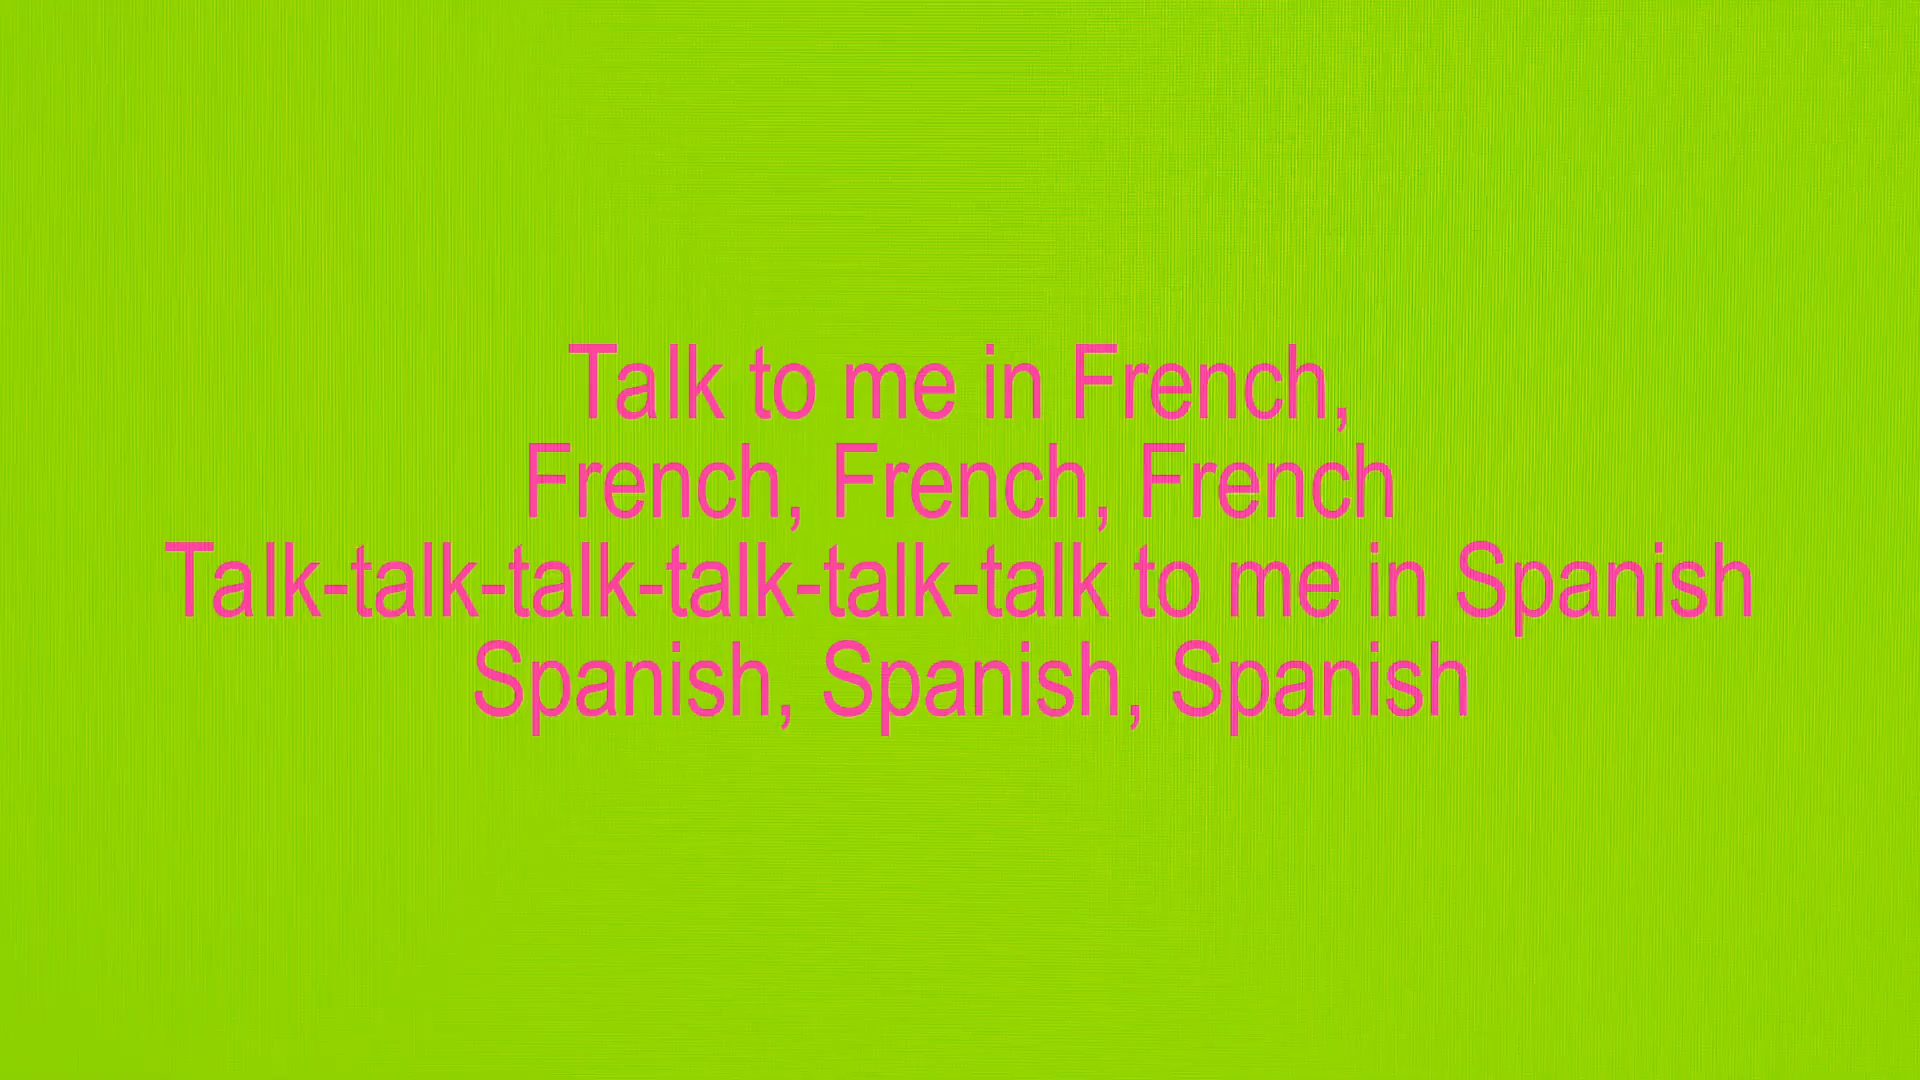 Talk to me in French,
French, French, French
Talk-talk-talk-talk-talk-talk to me in Spanish
Spanish, Spanish, Spanish